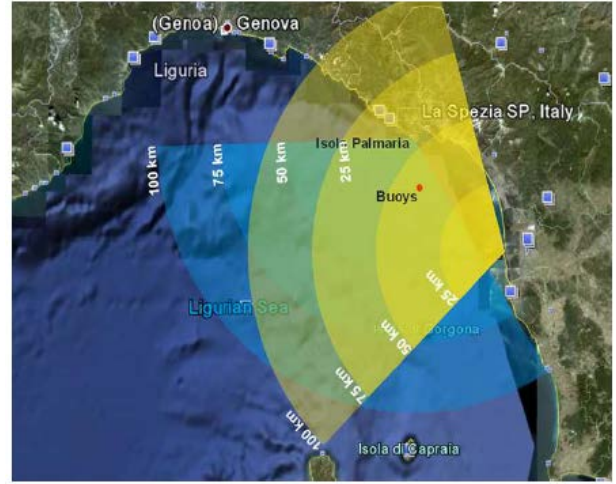 (Genoa) Genova
Liguria
La Spezia SP, Italy
Isola Palmaria
100 km
75 km
50 km
25 km
Buoys
25 km
Ligurian Sea
Gorgona
50 km
75 km
100 km
Isola di Capraia